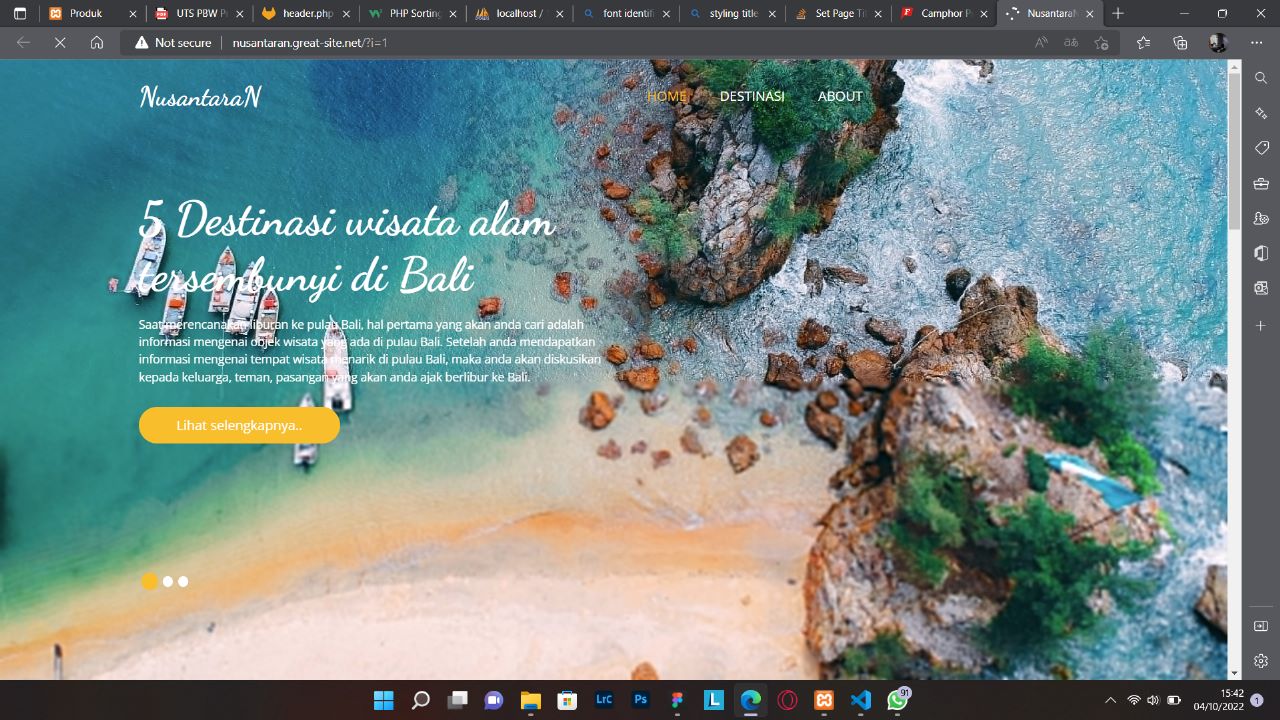 Produk
UTS PBW P
header.php
PHP Sorting
localhost /
font identif
styling title
Set Page
Camphor
Nusantara
Not secure
nusantaran.great-site.net/?i=1
NusantaraN
HOME
DESTINASI
ABOUT
5 Destinasi wisata alam
tersembunyi di Bali
Saat merencanakan liburan ke pulau Bali, hal pertama yang akan anda cari adalah
informasi mengenai objek wisata yang ada di pulau Bali. Setelah anda mendapatkan
informasi mengenai tempat wisata menarik di pulau Bali, maka anda akan diskusikan
kepada keluarga, teman, pasangan yang akan anda ajak berlibur ke Bali.
Lihat selengkapnya..
LrC
Ps
L
91
15:42
04/10/2022
1